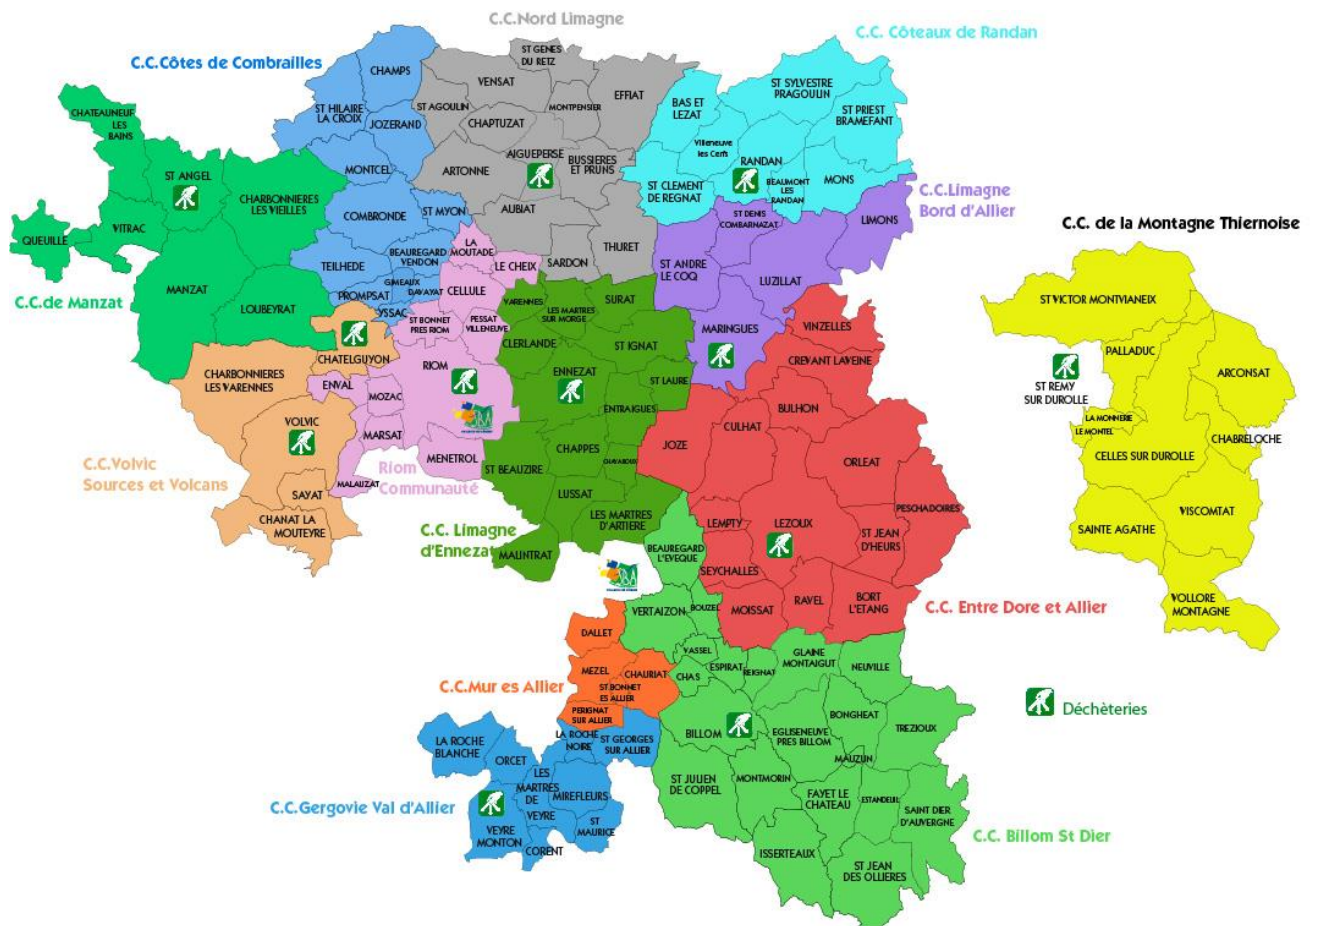 C.C.Nord Limagne
C.C. Côteaux de Randan
C.C.Côtes de Combrailles
ST GENES
DU RETZ
CHAMPS
VENSAT
EFFIAT
ST SYLVESTRE
PRAGOULIN
CHATEAUNEUF
LES
BAINS
ST HILAIRE
LA CROIX
JOZERAND
ST AGOULIN
MONTPENSIER
CHAPTUZAT
BAS ET
LEZAT
ST PRIEST
BRAMEFANT
Villeneuve
les Cerfs
ST ANGEL
MONTCEL
ARTONNE
AIGUEPERSE
BUSSIERES
ET PRUNS
RANDAN
MONS
CHARBONNIERES
LES VIEILLES
ST CLEMENT
DE REGNAT
BEAUMONT
LES
RANDAN
C.C.Limagne
Bord d'Allier
COMBRONDE
ST MYON
AUBIAT
ST DENIS
COMBARNAZAT
LIMONS
C.C. de la Montagne Thiernoise
QUEUILLE
VITRAC
TEILHEDE
BEAUREGARD
VENDON
LA
MOUTADE
LE CHEIX
SARDON
THURET
ST ANDRE
LE COQ
LUZILLAT
MANZAT
LOUBEYRAT
PROMPSAT
GIMEAUX
DAVAYAT
YSSAC
CELLULE
VARENNES
LES MARTRES
SUR MORGE
SURAT
ST VICTOR MONTVIANEIX
C.C.de Manzat
ST BONNET
PRES RIOM
PESSAT
VILLENEUVE
CLERLANDE
ST IGNAT
MARINGUES
VINZELLES
CREVANT LAVEINE
PALLADUC
CHATELGUYON
CHARBONNIERES
LES VARENNES
ENVAL
MOZAC
RIOM
ENNEZAT
ST LAURE
ENTRAIGUES
BULHON
ARCONSAT
ST REMY
SUR DUROLLE
LA MONNERIE
LE MONTEL
CHABRELOCHE
VOLVIC
MARSAT
MENETROL
CHAPPES
CHAVAROUX
JOZE
CULHAT
ORLEAT
CELLES SUR DUROLLE
C.C.Volvic
Sources et Volcans
Riom
Communauté
MALAUZAT
ST BEAUZIRE
LUSSAT
SAYAT
CHANAT LA
MOUTEYRE
LES MARTRES
D'ARTIERE
PESCHADOIRES
VISCOMTAT
C.C. Limagne
d'Ennezat
MALINTRAT
BEAUREGARD
L'EVEQUE
LEMPTY
LEZOUX
ST JEAN
D'HEURS
SAINTE AGATHE
SBA
SEYCHALLES
VERTAIZON
BOUZEL
MOISSAT
RAVEL
BORT
L'ETANG
C.C. Entre Dore et Allier
VOLLORE
MONTAGNE
DALLET
VASSEL
GLAINE
MONTAIGUT
NEUVILLE
MEZEL
CHAURIAT
CHAS
ESPIRAT
REIGNAT
C.C.Mur es Allier
ST BONNET
ES ALLIER
PERIGNAT
SUR ALLIER
Déchèteries
LA ROCHE
BLANCHE
ORCET
LA ROCHE
NOIRE
ST GEORGES
SUR ALLIER
BILLOM
EGLISENEUVE
PRES BILLOM
BONGHEAT
TREZIOUX
MAUZUN
LES
MARTRES
DE
VEYRE
MIREFLEURS
ST JULIEN
DE COPPEL
MONTMORIN
FAYET LE
CHATEAU
ESTANDEUIL
SAINT DIER
D'AUVERGNE
C.C.Gergovie Val d'Allier
VEYRE
MONTON
ST
MAURICE
CORENT
C.C. Billom St Dier
ISSERTEAUX
ST JEAN
DES OLLIERES